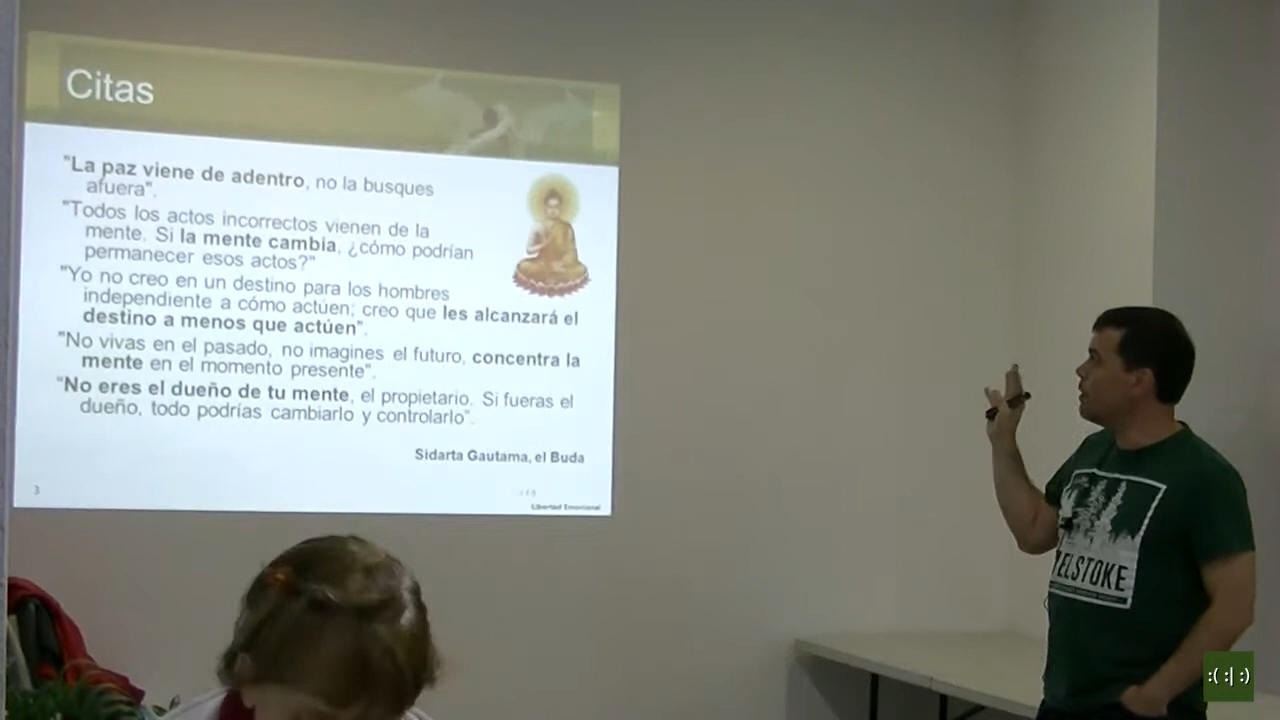 Citas
"La paz viene de adentro, no la busques
afuera".
"Todos los actos incorrectos vienen de la
mente. Si la mente cambia, ¿cómo podrían
permanecer esos actos?"
"Yo no creo en un destino para los hombres
independiente a cómo actúen; creo que les alcanzará el
destino a menos que actúen".
"No vivas en el pasado, no imagines el futuro, concentra la
mente en el momento presente".
"No eres el dueño de tu mente, el propietario. Si fueras el
dueño, todo podrías cambiarlo y controlarlo".
Sidarta Gautama, el Buda
3
Libertad Emocional
ELSTOKE
:( :| :)